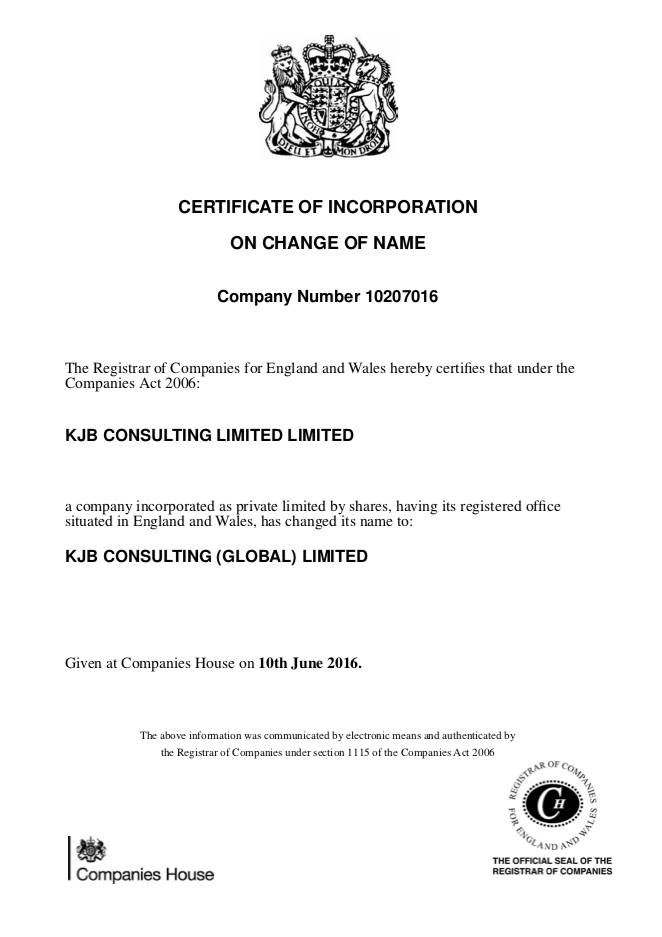 DIEU ET MON DROIT
CERTIFICATE OF INCORPORATION
ON CHANGE OF NAME
Company Number 10207016
The Registrar of Companies for England and Wales hereby certifies that under the
Companies Act 2006:
KJB CONSULTING LIMITED LIMITED
a company incorporated as private limited by shares, having its registered office
situated in England and Wales, has changed its name to:
KJB CONSULTING (GLOBAL) LIMITED
Given at Companies House on 10th June 2016.
The above information was communicated by electronic means and authenticated by
the Registrar of Companies under section 1115 of the Companies Act 2006
REGISTRAR OF COMPANIES
FOR ENGLAND AND WALES
CH
THE OFFICIAL SEAL OF THE
REGISTRAR OF COMPANIES
Companies House